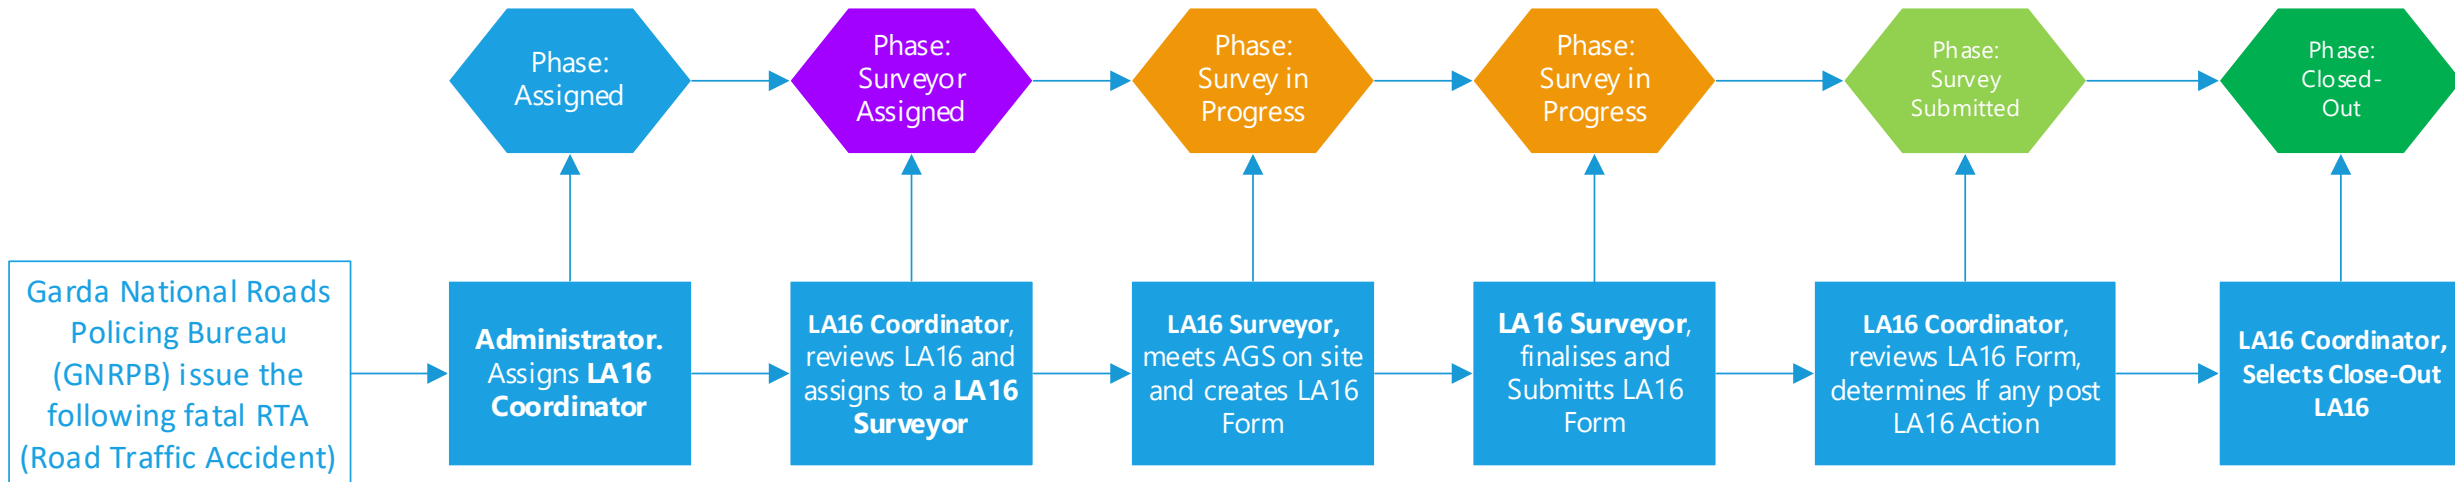 Phase:
Assigned
Phase:
Surveyor
Assigned
Phase:
Survey in
Progress
Phase:
Survey in
Progress
Phase:
Survey
Submitted
Phase:
Closed-
Out
Garda National Roads
Policing Bureau
(GNRPB) issue the
following fatal RTA
(Road Traffic Accident)
Administrator.
Assigns LA16
Coordinator
LA16 Coordinator,
reviews LA16 and
assigns to a LA16
Surveyor
LA16 Surveyor,
meets AGS on site
and creates LA16
Form
LA16 Surveyor,
finalises and
Submitts LA16
Form
LA16 Coordinator,
reviews LA16 Form,
determines If any post
LA16 Action
LA16 Coordinator,
Selects Close-Out
LA16